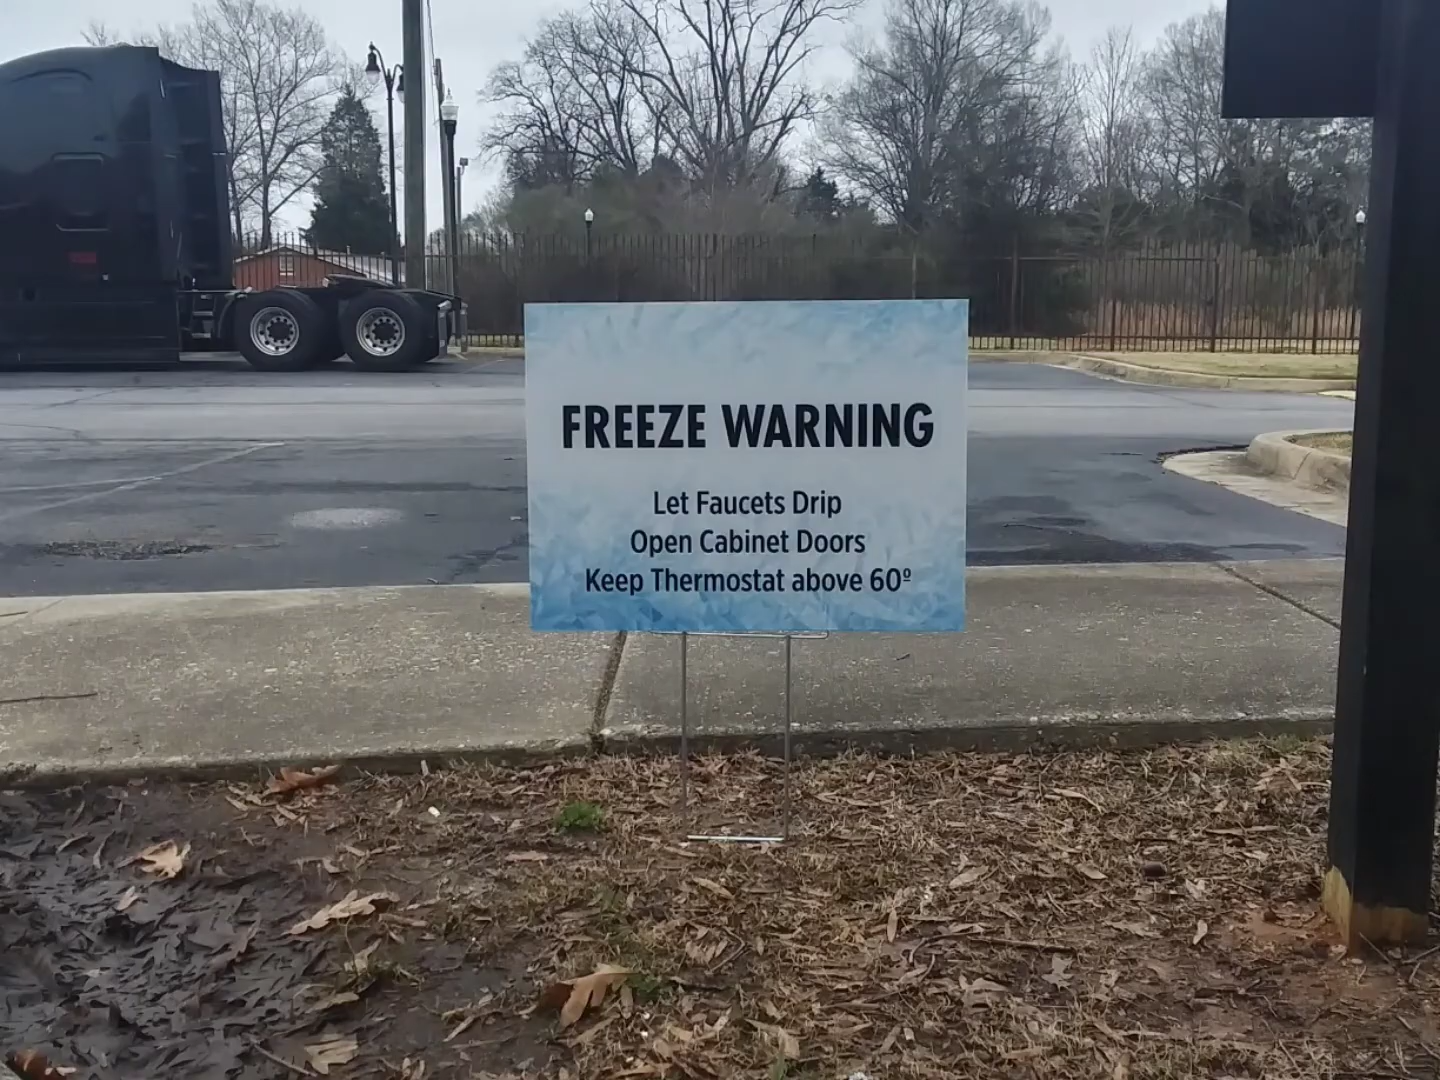 FREEZE WARNING
Let Faucets Drip
Open Cabinet Doors
Keep Thermostat above 60º